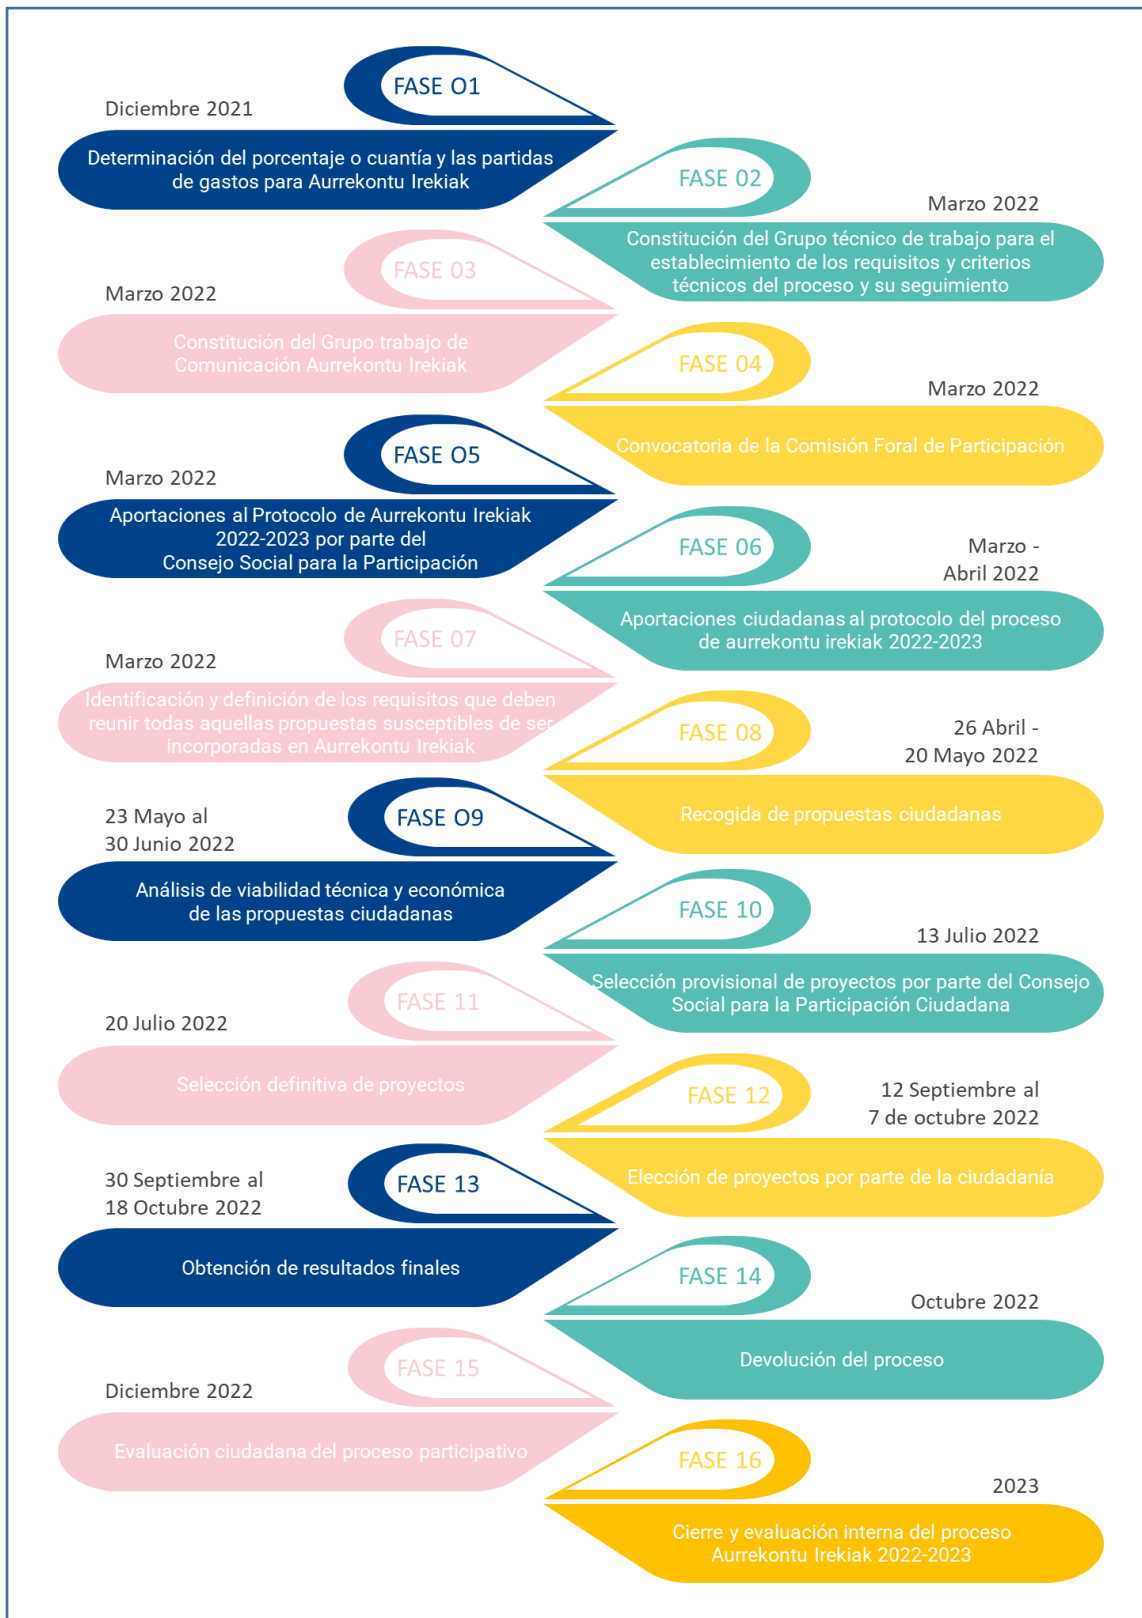 FASE O1
Diciembre 2021
Determinación del porcentaje o cuantía y las partidas
de gastos para Aurrekontu Irekiak
FASE 02
Marzo 2022
Constitución del Grupo técnico de trabajo para el
establecimiento de los requisitos y criterios
técnicos del proceso y su seguimiento
FASE 03
Marzo 2022
Constitución del Grupo trabajo de
Comunicación Aurrekontu Irekiak
FASE 04
Marzo 2022
Convocatoria de la Comisión Foral de Participación
FASE O5
Marzo 2022
Aportaciones al Protocolo de Aurrekontu Irekiak
2022-2023 por parte del
Consejo Social para la Participación
FASE 06
Marzo -
Abril 2022
Aportaciones ciudadanas al protocolo del proceso
de aurrekontu irekiak 2022-2023
FASE 07
Marzo 2022
Identificación y definición de los requisitos que deben
reunir todas aquellas propuestas susceptibles de ser
incorporadas en Aurrekontu Irekiak
FASE 08
26 Abril -
20 Mayo 2022
Recogida de propuestas ciudadanas
FASE O9
23 Mayo al
30 Junio 2022
Análisis de viabilidad técnica y económica
de las propuestas ciudadanas
FASE 10
13 Julio 2022
Selección provisional de proyectos por parte del Consejo
Social para la Participación Ciudadana
FASE 11
20 Julio 2022
Selección definitiva de proyectos
FASE 12
12 Septiembre al
7 de octubre 2022
Elección de proyectos por parte de la ciudadanía
FASE 13
30 Septiembre al
18 Octubre 2022
Obtención de resultados finales
FASE 14
Octubre 2022
Devolución del proceso
FASE 15
Diciembre 2022
Evaluación ciudadana del proceso participativo
FASE 16
2023
Cierre y evaluación interna del proceso
Aurrekontu Irekiak 2022-2023